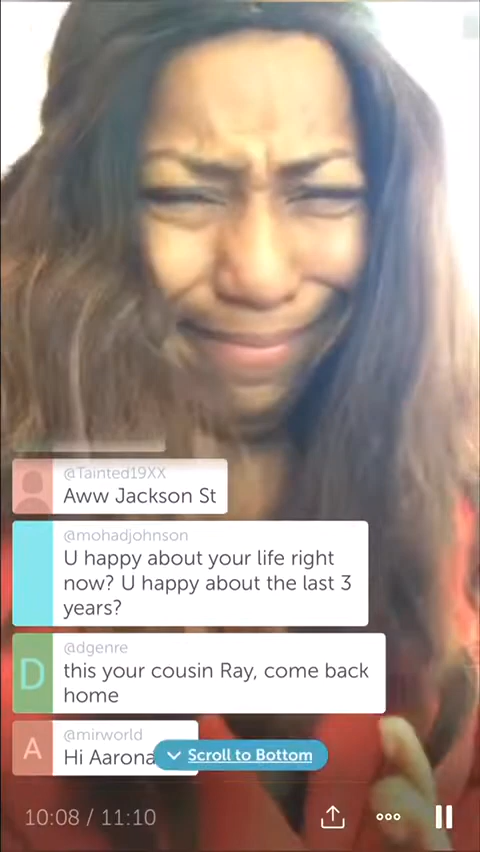 @Tainted19XX
Aww Jackson St
@mohadjohnson
U happy about your life right
now? U happy about the last 3
years?
D
@dgenre
this your cousin Ray, come back
home
A
@mirworld
Hi Aarona
Scroll to Bottom
10:08 / 11:10